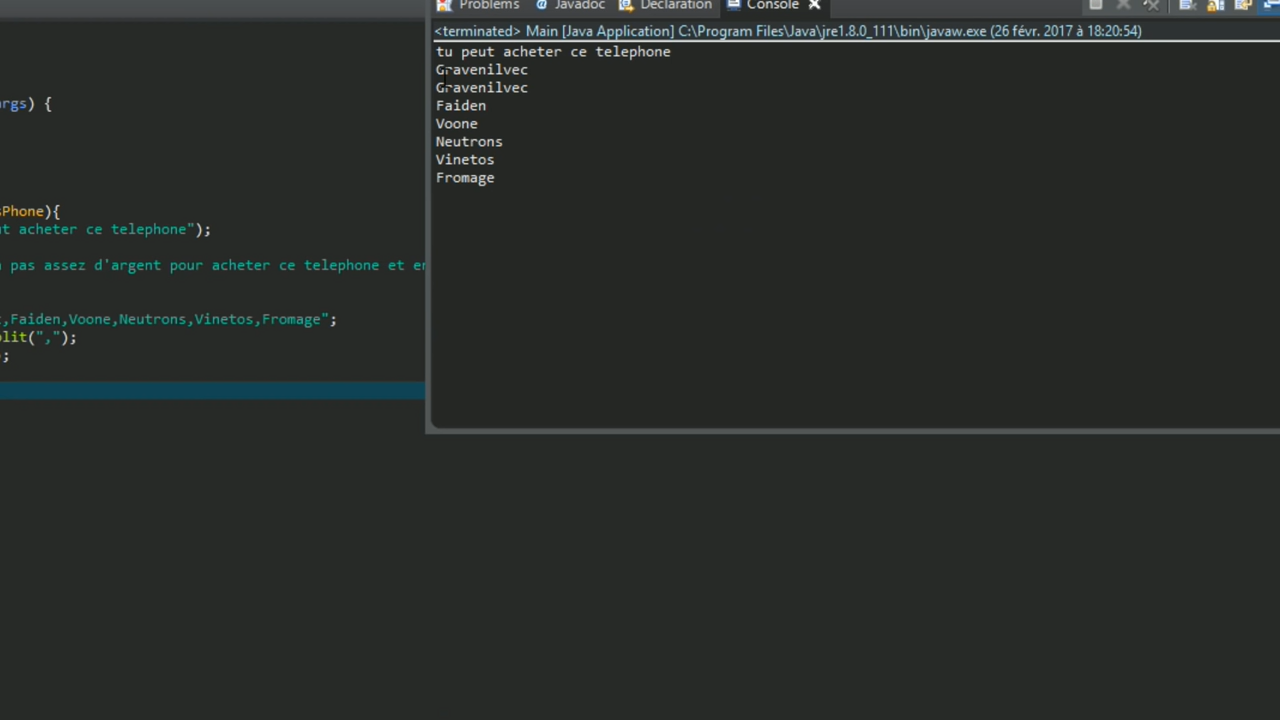 Problems @ Javadoc Declaration Console
<terminated> Main [Java Application] C:\Program Files\Java\jre1.8.0_111\bin\javaw.exe (26 févr. 2017 à 18:20:54)
tu peut acheter ce telephone
Gravenilvec
Gravenilvec
Faiden
Voone
Neutrons
Vinetos
Fromage
rgs) {
Phone){
t acheter ce telephone");
pas assez d'argent pour acheter ce telephone et
,Faiden,Voone,Neutrons,Vinetos,Fromage";
lit(",");
;